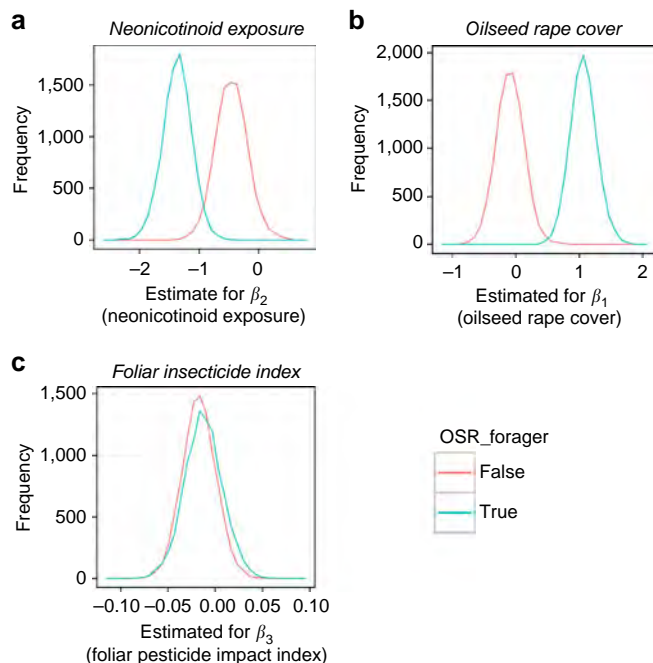 a
Neonicotinoid exposure
1,500
1,000
500
0
Frequency
–2 –1 0
Estimate for β2
(neonicotinoid exposure)
b
Oilseed rape cover
2,000
1,500
1,000
500
0
Frequency
–1 0 1 2
Estimated for β1
(oilseed rape cover)
c
Foliar insecticide index
1,500
1,000
500
0
Frequency
–0.10 –0.05 0.00 0.05 0.10
Estimated for β3
(foliar pesticide impact index)
OSR_forager
False
True